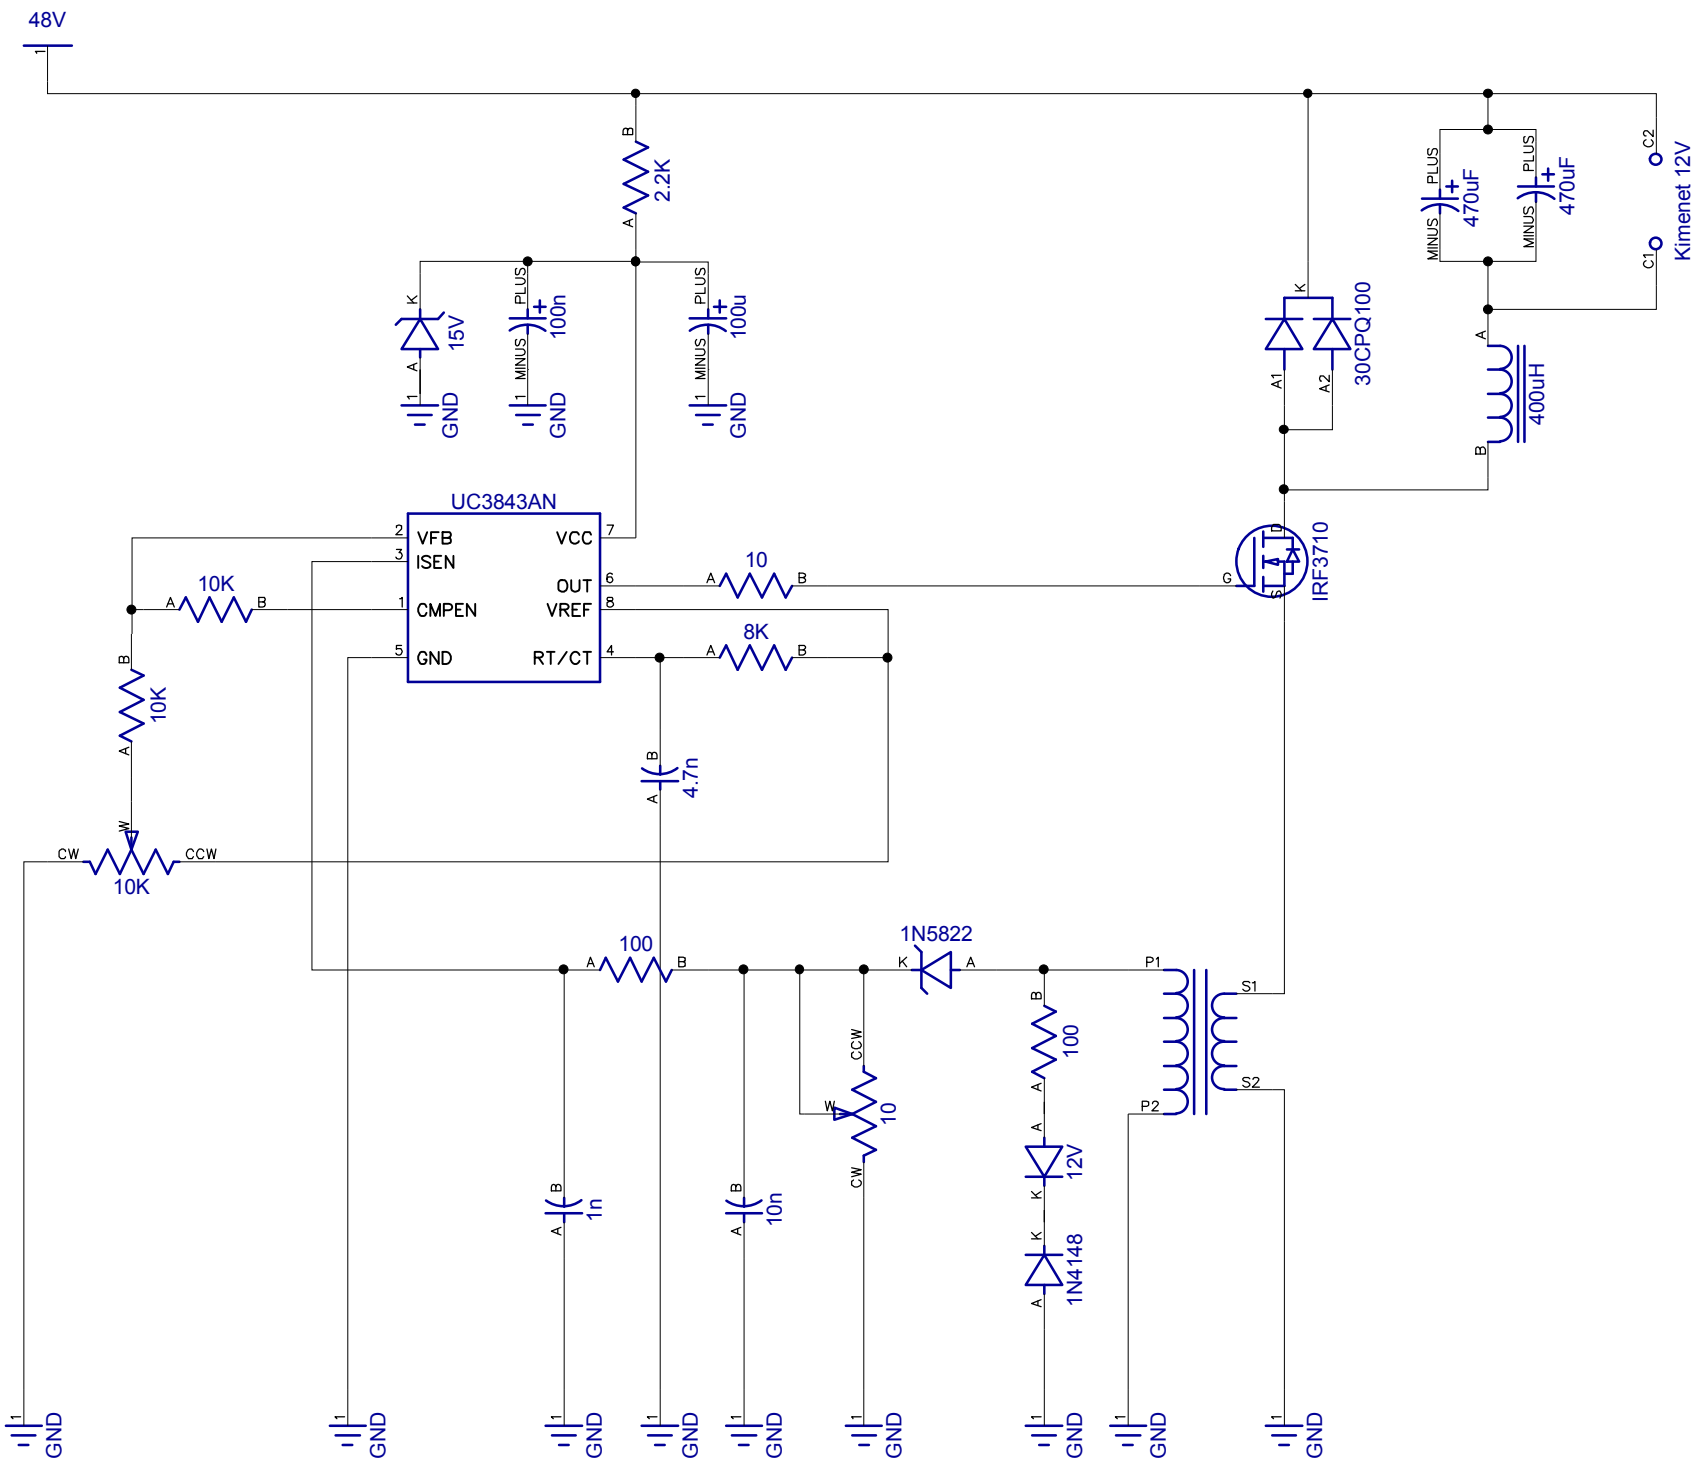 48V
1
B
2.2K
A
PLUS
470uF
MINUS
PLUS
470uF
MINUS
C2
Kimenet 12V
C1
K
15V
A
1
GND
PLUS
100n
MINUS
1
GND
PLUS
100u
MINUS
1
GND
K
30CPQ100
A1
A2
A
400uH
B
UC3843AN
2
VFB
VCC
7
3
ISEN
OUT
6
1
CMPEN
VREF
8
5
GND
RT/CT
4
A
10K
B
A
10
B
A
8K
B
D
G
S
IRF3710
B
10K
A
B
4.7n
A
W
CW
CCW
10K
A
100
B
1N5822
K
A
P1
S1
S2
P2
B
100
A
CCW
W
10
CW
A
12V
K
K
1N4148
A
B
1n
A
B
10n
A
1
GND
1
GND
1
GND
1
GND
1
GND
1
GND
1
GND
1
GND
1
GND